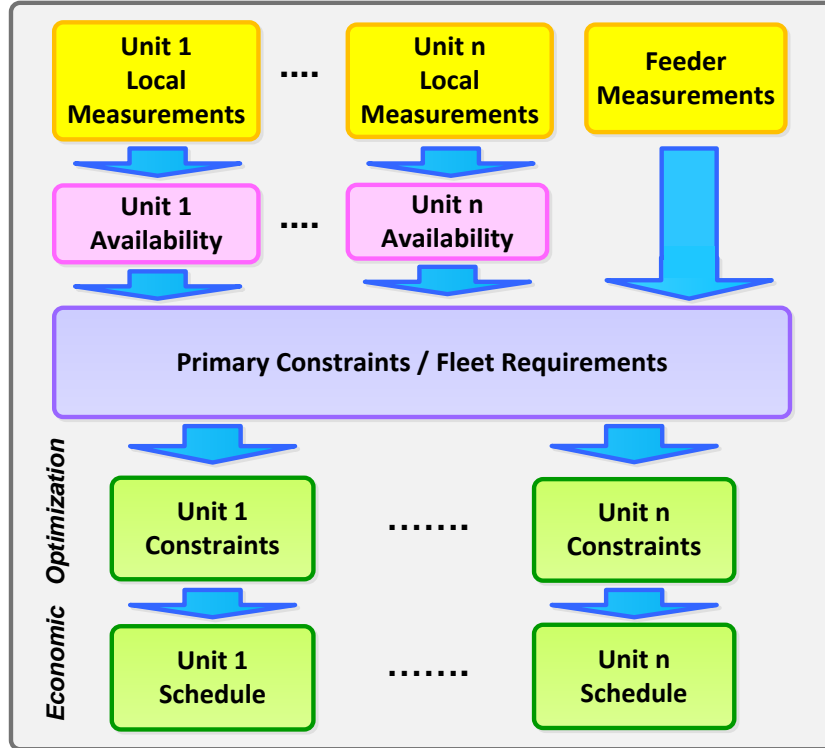 Unit 1
Local
Measurements
....
Unit n
Local
Measurements
Feeder
Measurements
Unit 1
Availability
....
Unit n
Availability
Primary Constraints / Fleet Requirements
Economic Optimization
Unit 1
Constraints
.......
Unit n
Constraints
Unit 1
Schedule
.......
Unit n
Schedule